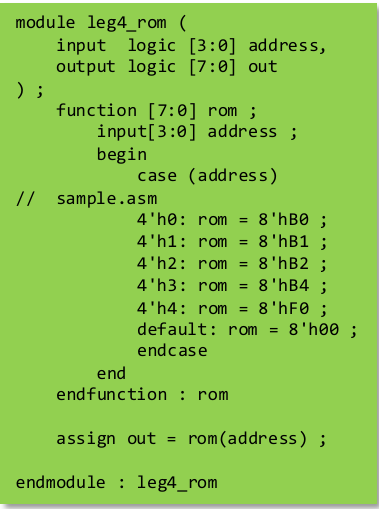 module leg4_rom (
    input  logic [3:0] address,
    output logic [7:0] out
) ;
    function [7:0] rom ;
        input[3:0] address ;
        begin
            case (address)
//  sample.asm
            4'h0: rom = 8'hB0 ;
            4'h1: rom = 8'hB1 ;
            4'h2: rom = 8'hB2 ;
            4'h3: rom = 8'hB4 ;
            4'h4: rom = 8'hF0 ;
            default: rom = 8'h00 ;
            endcase
        end
    endfunction : rom

    assign out = rom(address) ;

endmodule : leg4_rom